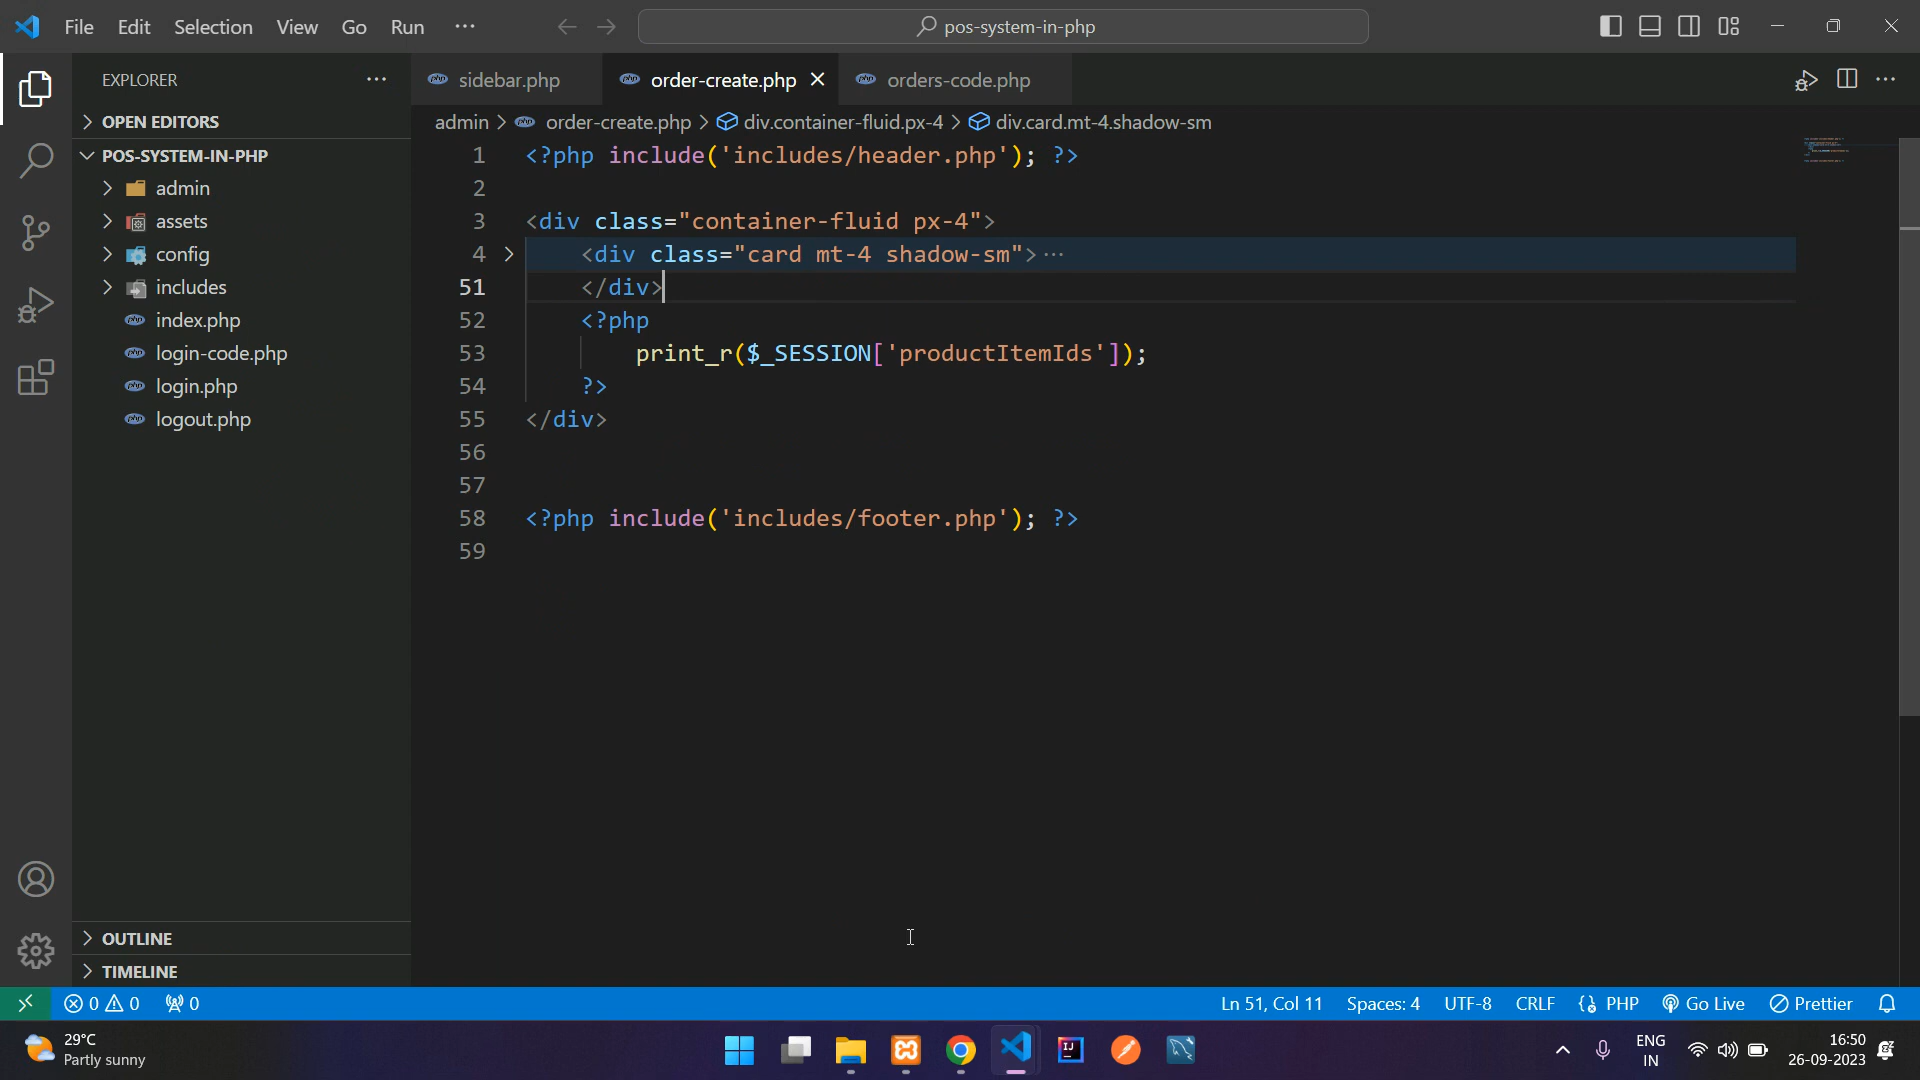 File Edit Selection View Go Run ···
pos-system-in-php
EXPLORER ···
sidebar.php
order-create.php
orders-code.php
OPEN EDITORS
POS-SYSTEM-IN-PHP
admin
assets
config
includes
index.php
login-code.php
login.php
logout.php
OUTLINE
TIMELINE
admin > order-create.php > div.container-fluid.px-4 > div.card.mt-4.shadow-sm
1 <?php include('includes/header.php'); ?>
2
3 <div class="container-fluid px-4">
4 <div class="card mt-4 shadow-sm">···
51 </div>
52 <?php
53 print_r($_SESSION['productItemIds']);
54 ?>
55 </div>
56
57
58 <?php include('includes/footer.php'); ?>
59
0 0 0
Ln 51, Col 11 Spaces: 4 UTF-8 CRLF PHP Go Live Prettier
29°C
Partly sunny
ENG
IN
16:50
26-09-2023